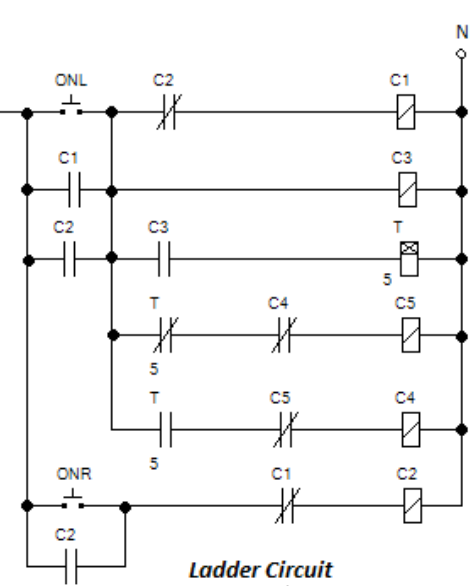 N
ONL C2 C1
C1 C3
C2 C3 T
5
T C4 C5
5
T C5 C4
5
ONR C1 C2
C2
Ladder Circuit